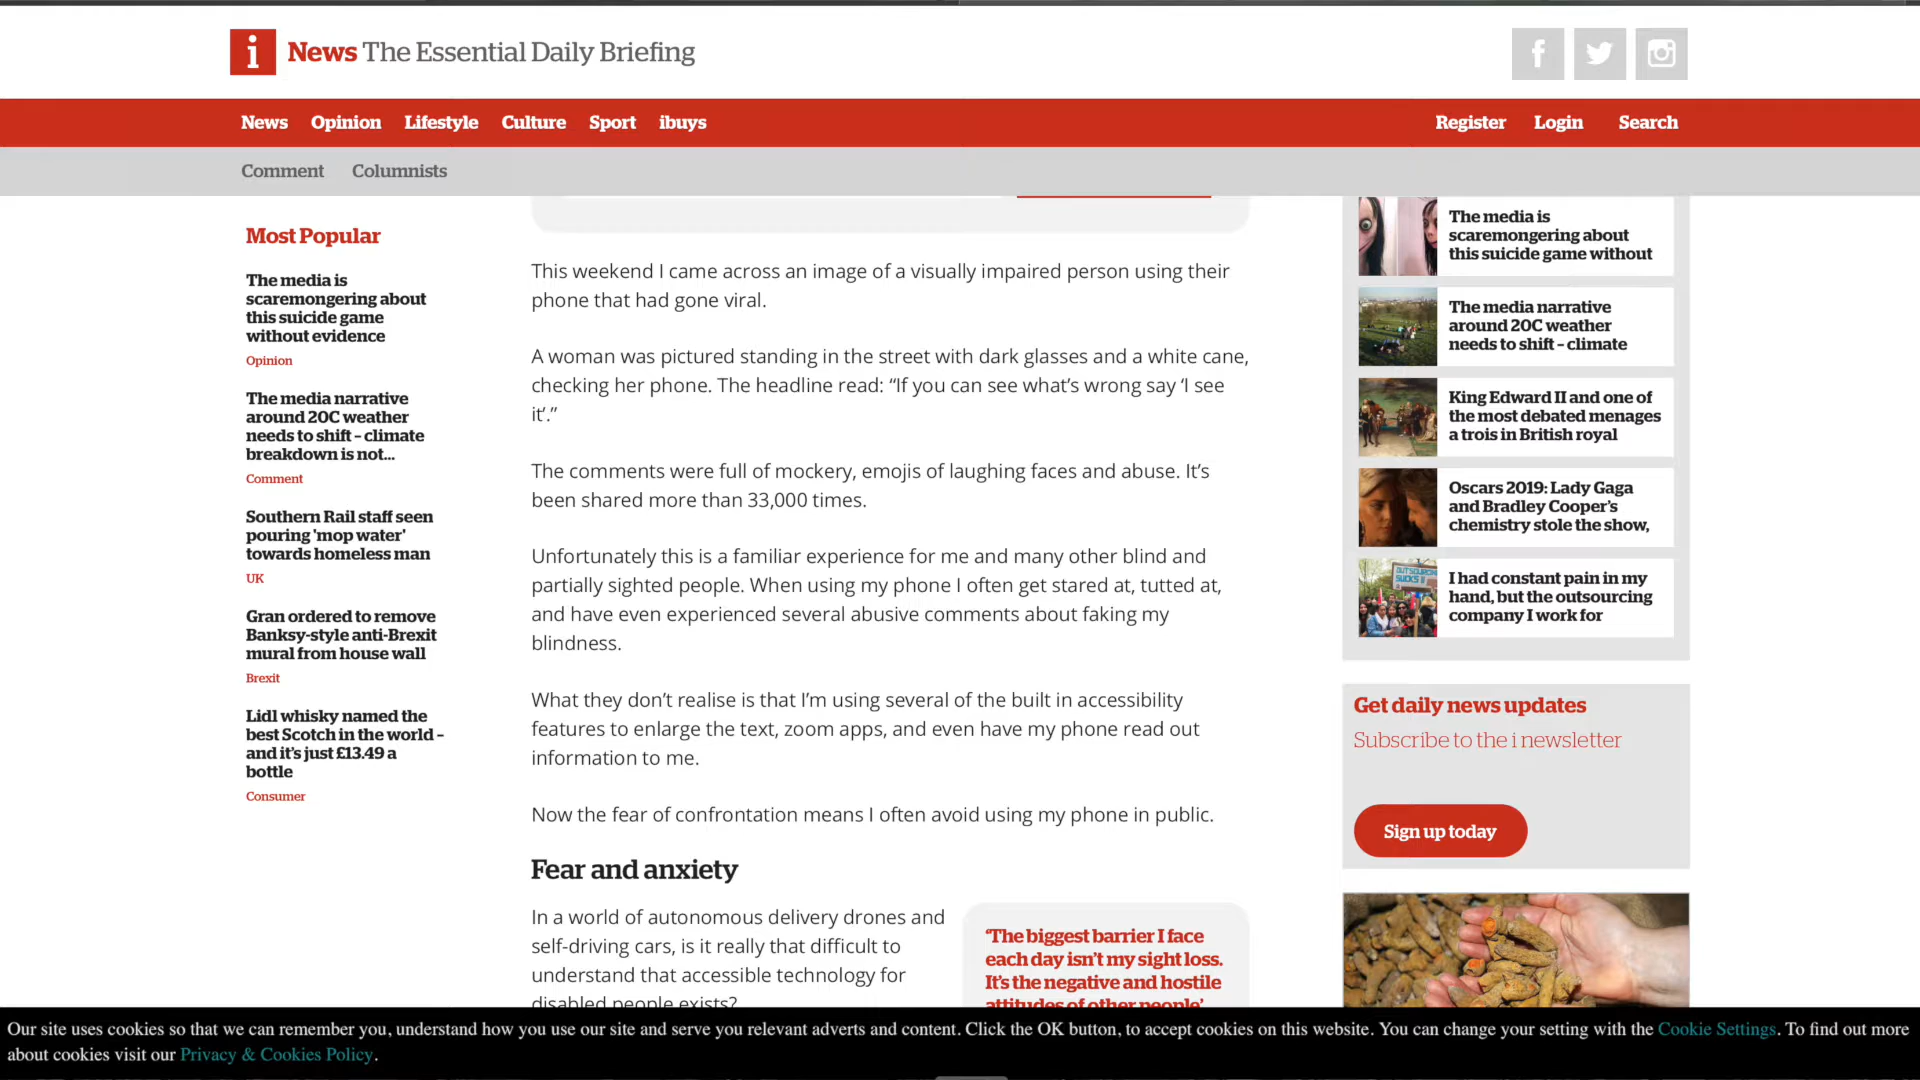 i News The Essential Daily Briefing
News Opinion Lifestyle Culture Sport ibuys Register Login Search
Comment Columnists
Most Popular
The media is
scaremongering about
this suicide game
without evidence
Opinion
The media narrative
around 20C weather
needs to shift – climate
breakdown is not...
Comment
Southern Rail staff seen
pouring 'mop water'
towards homeless man
UK
Gran ordered to remove
Banksy-style anti-Brexit
mural from house wall
Brexit
Lidl whisky named the
best Scotch in the world –
and it's just £13.49 a
bottle
Consumer
This weekend I came across an image of a visually impaired person using their
phone that had gone viral.
A woman was pictured standing in the street with dark glasses and a white cane,
checking her phone. The headline read: “If you can see what’s wrong say ‘I see
it’.”
The comments were full of mockery, emojis of laughing faces and abuse. It’s
been shared more than 33,000 times.
Unfortunately this is a familiar experience for me and many other blind and
partially sighted people. When using my phone I often get stared at, tutted at,
and have even experienced several abusive comments about faking my
blindness.
What they don’t realise is that I’m using several of the built in accessibility
features to enlarge the text, zoom apps, and even have my phone read out
information to me.
Now the fear of confrontation means I often avoid using my phone in public.
Fear and anxiety
In a world of autonomous delivery drones and
self-driving cars, is it really that difficult to
understand that accessible technology for
disabled people exists?
‘The biggest barrier I face
each day isn’t my sight loss.
It’s the negative and hostile
attitudes of other people’
The media is
scaremongering about
this suicide game without
The media narrative
around 20C weather
needs to shift – climate
King Edward II and one of
the most debated menages
a trois in British royal
Oscars 2019: Lady Gaga
and Bradley Cooper’s
chemistry stole the show,
OUTSOURCING
SUCKS!!
I had constant pain in my
hand, but the outsourcing
company I work for
Get daily news updates
Subscribe to the i newsletter
Sign up today
Our site uses cookies so that we can remember you, understand how you use our site and serve you relevant adverts and content. Click the OK button, to accept cookies on this website. You can change your setting with the Cookie Settings. To find out more
about cookies visit our Privacy & Cookies Policy.